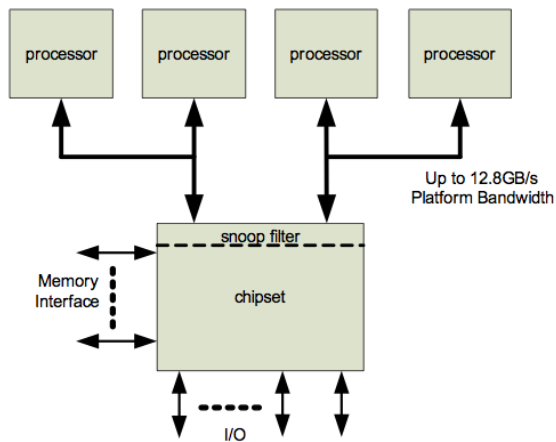 processor
processor
processor
processor
Up to 12.8GB/s
Platform Bandwidth
snoop filter
Memory
Interface
chipset
I/O